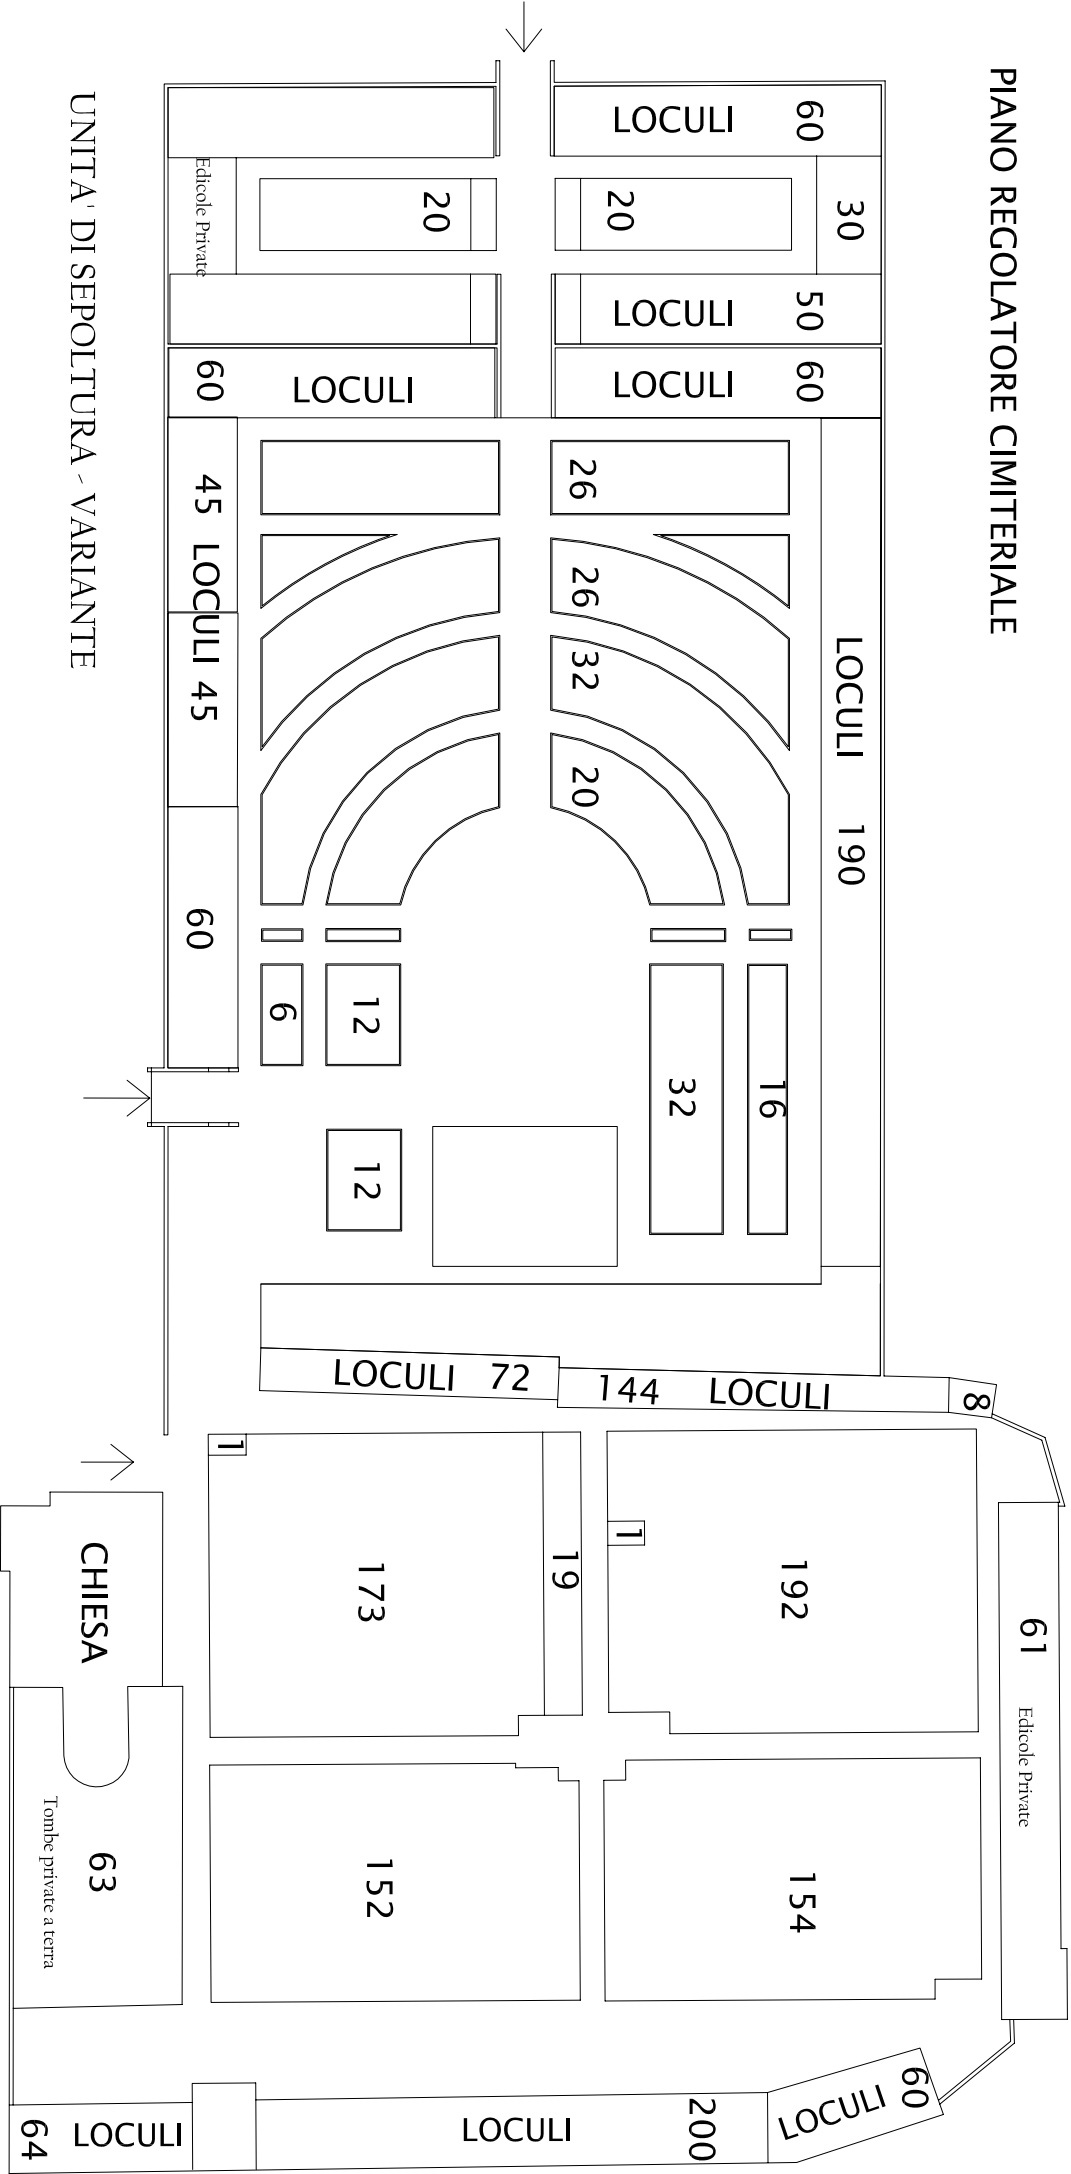 PIANO REGOLATORE CIMITERIALE
UNITA' DI SEPOLTURA - VARIANTE
LOCULI 60
Edicole Private
20
20
30
LOCULI 50
60 LOCULI
LOCULI 60
45 LOCULI 45
26
26
32
20
LOCULI 190
60
6
12
32
16
12
LOCULI 72
144 LOCULI
8
1
173
19
1
192
61 Edicole Private
CHIESA
63
Tombe private a terra
152
154
64 LOCULI
LOCULI 200
LOCULI 60